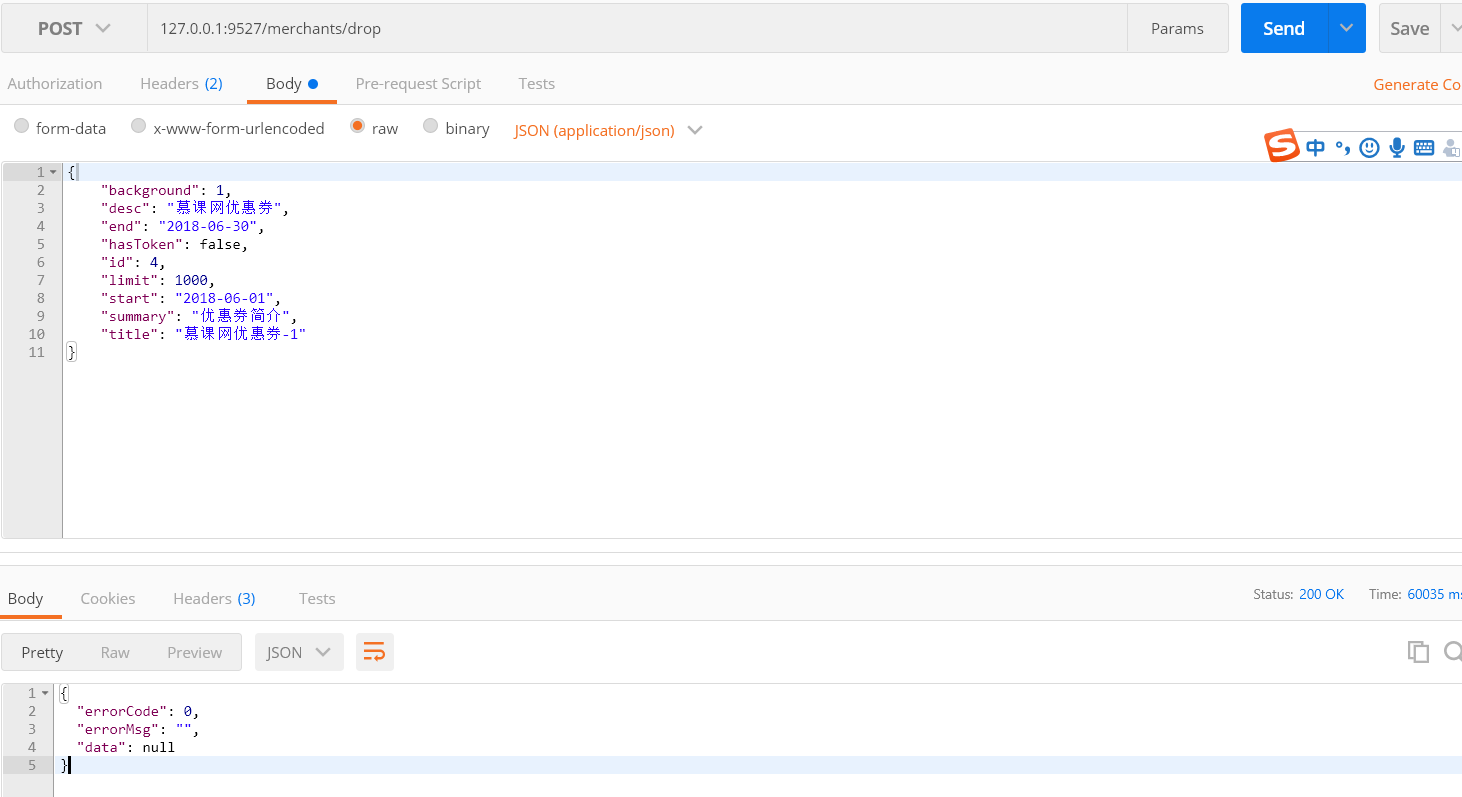 POST 127.0.0.1:9527/merchants/drop Params Send Save
Authorization Headers (2) Body Pre-request Script Tests Generate Co
form-data x-www-form-urlencoded raw binary JSON (application/json)
中
1 {
2 "background": 1,
3 "desc": "慕课网优惠券",
4 "end": "2018-06-30",
5 "hasToken": false,
6 "id": 4,
7 "limit": 1000,
8 "start": "2018-06-01",
9 "summary": "优惠券简介",
10 "title": "慕课网优惠券-1"
11 }
Body Cookies Headers (3) Tests Status: 200 OK Time: 60035 ms
Pretty Raw Preview JSON
1 {
2 "errorCode": 0,
3 "errorMsg": "",
4 "data": null
5 }